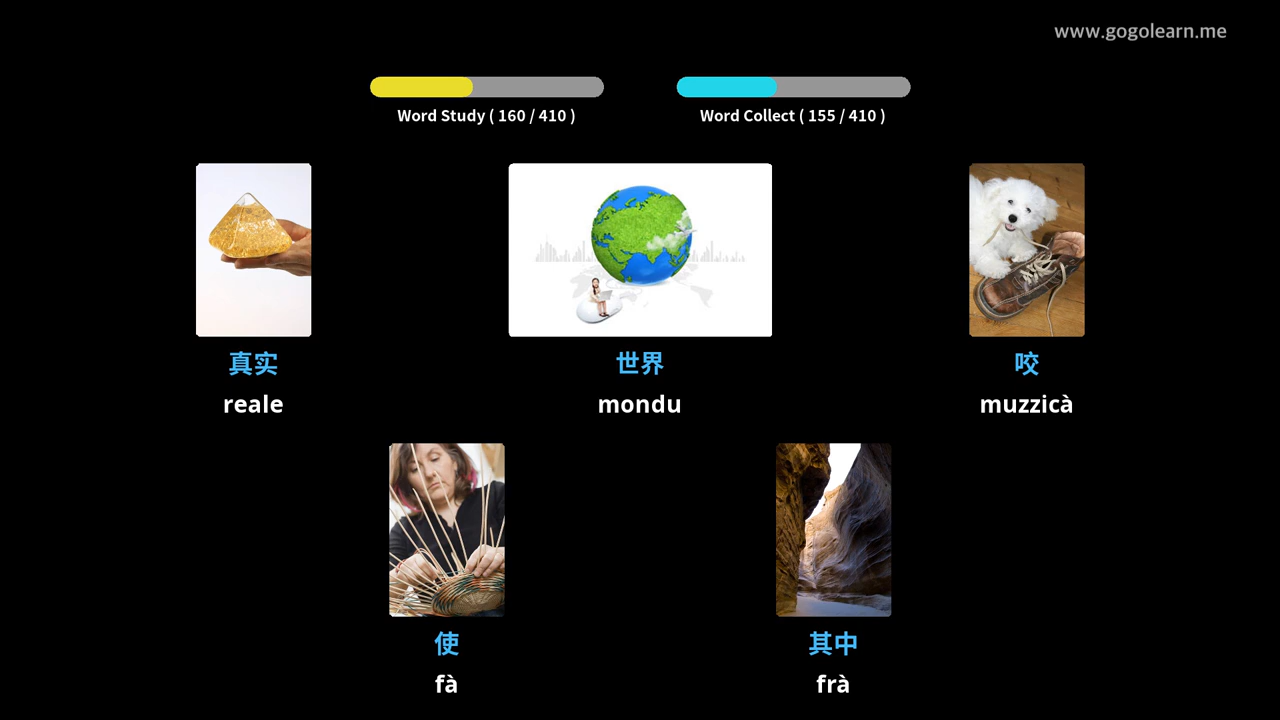 www.gogolearn.me
Word Study ( 160 / 410 )
Word Collect ( 155 / 410 )
真实
世界
咬
reale
mondu
muzzicà
使
其中
fà
frà